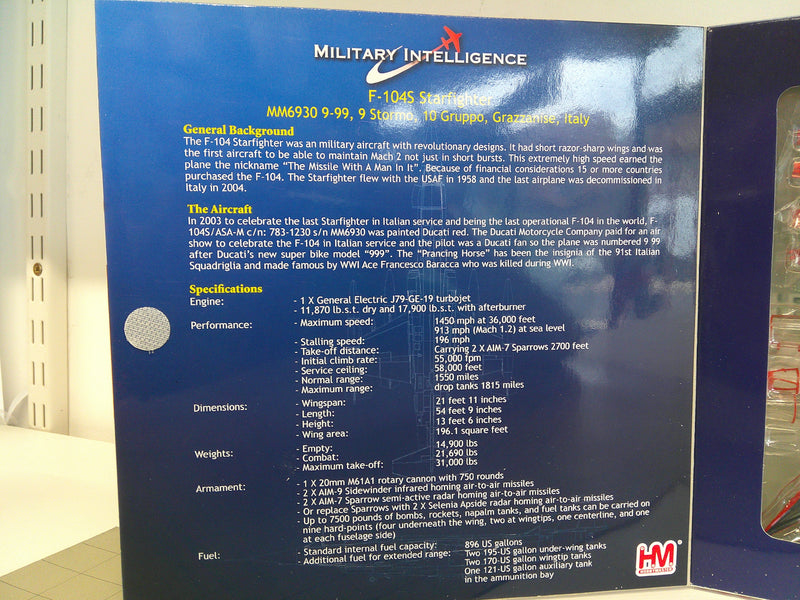 MILITARY INTELLIGENCE
F-104S Starfighter
MM6930 9-99, 9 Stormo, 10 Gruppo, Grazzanise, Italy
General Background
The F-104 Starfighter was an military aircraft with revolutionary designs. It had short razor-sharp wings and was
the first aircraft to be able to maintain Mach 2 not just in short bursts. This extremely high speed earned the
plane the nickname “The Missile With A Man In It”. Because of financial considerations 15 or more countries
purchased the F-104. The Starfighter flew with the USAF in 1958 and the last airplane was decommissioned in
Italy in 2004.
The Aircraft
In 2003 to celebrate the last Starfighter in Italian service and being the last operational F-104 in the world, F-
104S/ASA-M c/n: 783-1230 s/n MM6930 was painted Ducati red. The Ducati Motorcycle Company paid for an air
show to celebrate the F-104 in Italian service and the pilot was a Ducati fan so the plane was numbered 9 99
after Ducati's new super bike model “999”. The “Prancing Horse” has been the insignia of the 91st Italian
Squadriglia and made famous by WWI Ace Francesco Baracca who was killed during WWI.
Specifications
Engine: - 1 X General Electric J79-GE-19 turbojet
- 11,870 lb.s.t. dry and 17,900 lb.s.t. with afterburner
Performance: - Maximum speed: 1450 mph at 36,000 feet
913 mph (Mach 1.2) at sea level
- Stalling speed: 196 mph
- Take-off distance: Carrying 2 X AIM-7 Sparrows 2700 feet
- Initial climb rate: 55,000 fpm
- Service ceiling: 58,000 feet
- Normal range: 1550 miles
- Maximum range: drop tanks 1815 miles
Dimensions: - Wingspan: 21 feet 11 inches
- Length: 54 feet 9 inches
- Height: 13 feet 6 inches
- Wing area: 196.1 square feet
Weights: - Empty: 14,900 lbs
- Combat: 21,690 lbs
- Maximum take-off: 31,000 lbs
Armament: - 1 X 20mm M61A1 rotary cannon with 750 rounds
- 2 X AIM-9 Sidewinder infrared homing air-to-air missiles
- 2 X AIM-7 Sparrow semi-active radar homing air-to-air missiles
- Or replace Sparrows with 2 X Selenia Apside radar homing air-to-air missiles
- Up to 7500 pounds of bombs, rockets, napalm tanks, and fuel tanks can be carried on
nine hard-points (four underneath the wing, two at wingtips, one centerline, and one
at each fuselage side)
Fuel: - Standard internal fuel capacity: 896 US gallons
- Additional fuel for extended range: Two 195-US gallon under-wing tanks
Two 170-US gallon wingtip tanks
One 121-US gallon auxiliary tank
in the ammunition bay
HM
HOBBYMASTER